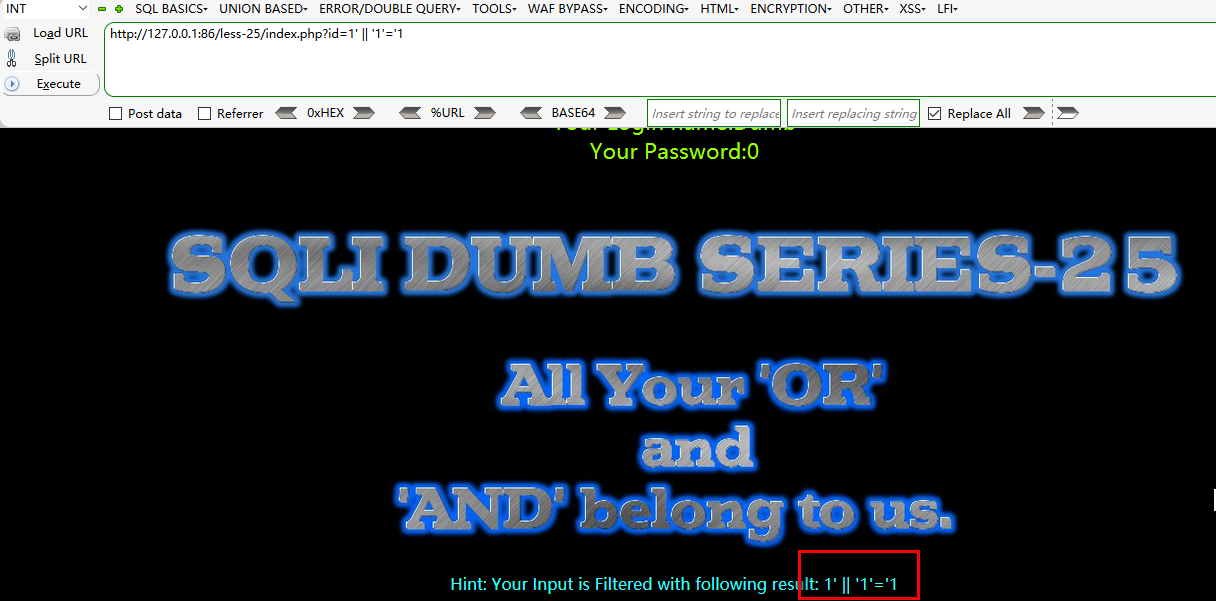 INT SQL BASICS▾ UNION BASED▾ ERROR/DOUBLE QUERY▾ TOOLS▾ WAF BYPASS▾ ENCODING▾ HTML▾ ENCRYPTION▾ OTHER▾ XSS▾ LFI▾
Load URL http://127.0.0.1:86/less-25/index.php?id=1' || '1'='1
Split URL
Execute
Post data Referrer 0xHEX %URL BASE64 Insert string to replace Insert replacing string Replace All
Your Login name:Dumb
Your Password:0
SQLI DUMB SERIES-25
All Your 'OR'
and
'AND' belong to us.
Hint: Your Input is Filtered with following result: 1' || '1'='1